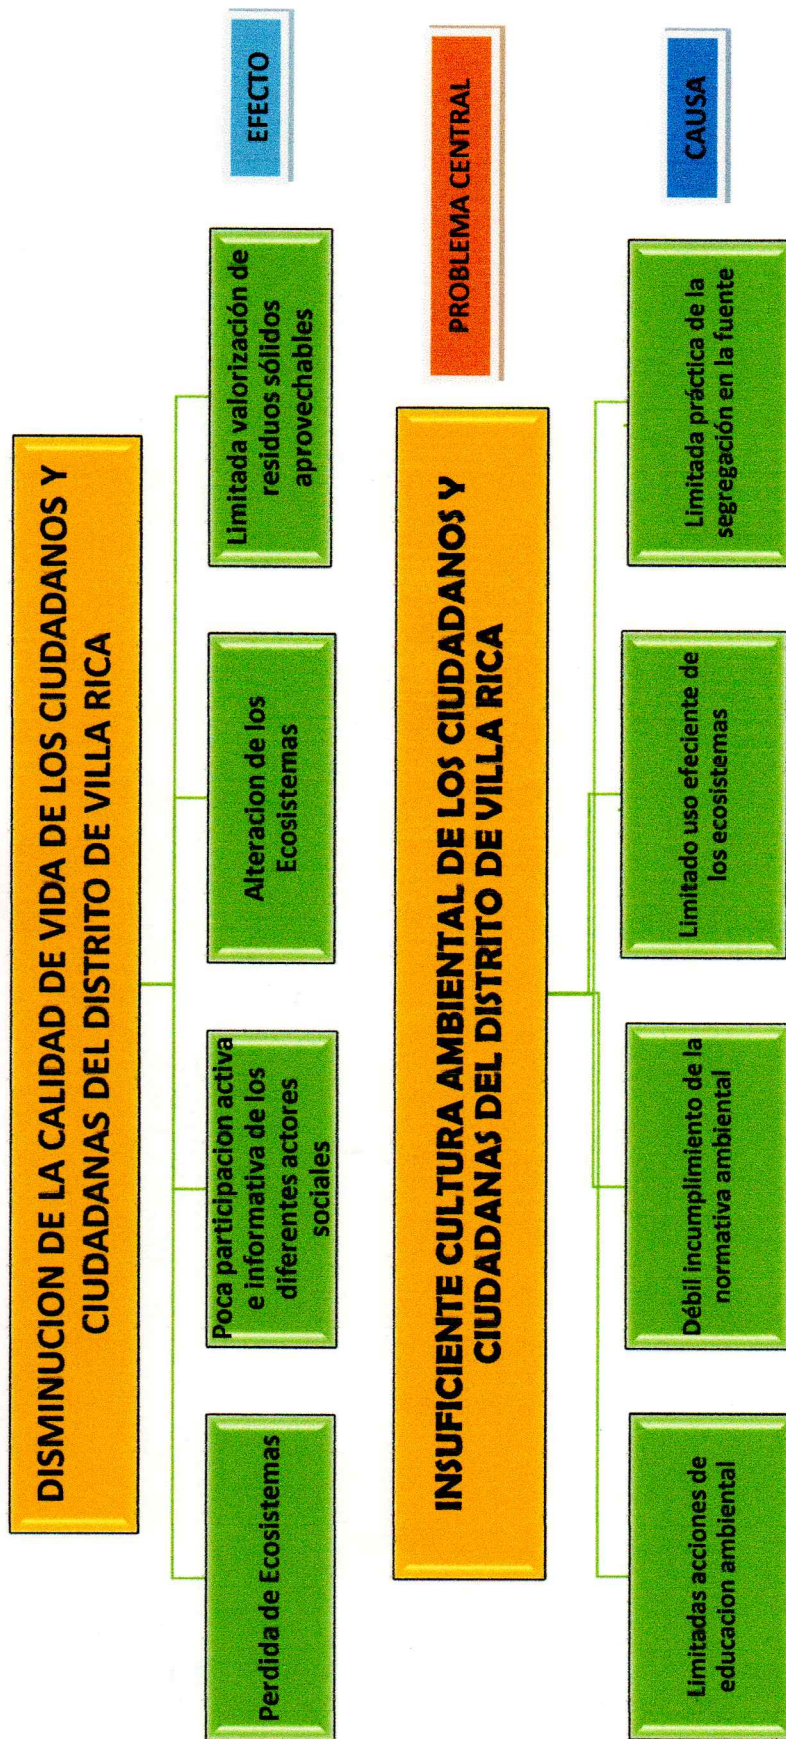 DISMINUCION DE LA CALIDAD DE VIDA DE LOS CIUDADANOS Y
CIUDADANAS DEL DISTRITO DE VILLA RICA
EFECTO
Perdida de Ecosistemas
Poca participacion activa
e informativa de los
diferentes actores
sociales
Alteracion de los
Ecosistemas
Limitada valorización de
residuos sólidos
aprovechables
PROBLEMA CENTRAL
INSUFICIENTE CULTURA AMBIENTAL DE LOS CIUDADANOS Y
CIUDADANAS DEL DISTRITO DE VILLA RICA
CAUSA
Limitadas acciones de
educacion ambiental
Débil incumplimiento de la
normativa ambiental
Limitado uso efeciente de
los ecosistemas
Limitada práctica de la
segregación en la fuente